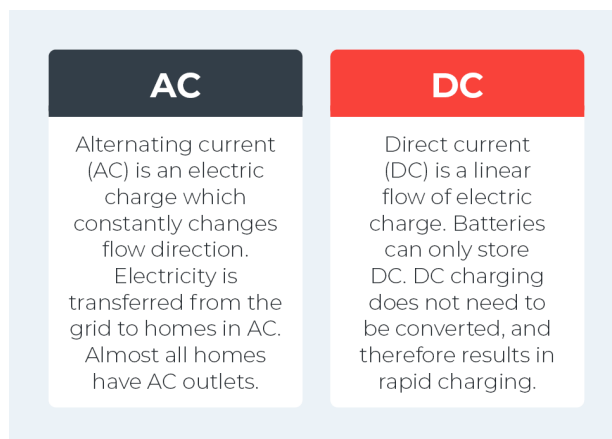 AC
Alternating current
(AC) is an electric
charge which
constantly changes
flow direction.
Electricity is
transferred from the
grid to homes in AC.
Almost all homes
have AC outlets.
DC
Direct current
(DC) is a linear
flow of electric
charge. Batteries
can only store
DC. DC charging
does not need to
be converted, and
therefore results in
rapid charging.